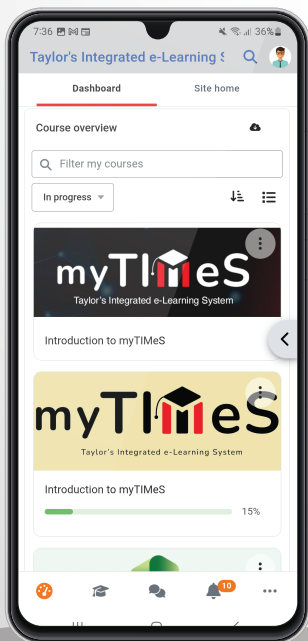 7:36 36%
Taylor's Integrated e-Learning S
Dashboard Site home
Course overview
Filter my courses
In progress
myTIMeS
Taylor's Integrated e-Learning System
Introduction to myTIMeS
myTIMeS
Taylor's Integrated e-Learning System
Introduction to myTIMeS
15%
10